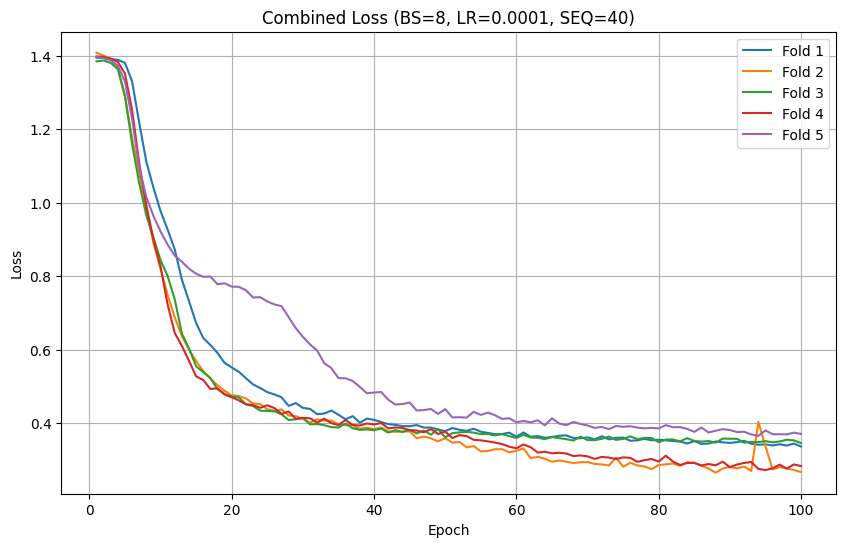 Combined Loss (BS=8, LR=0.0001, SEQ=40)
Fold 1
Fold 2
Fold 3
Fold 4
Fold 5
Loss
1.4
1.2
1.0
0.8
0.6
0.4
0
20
40
60
80
100
Epoch